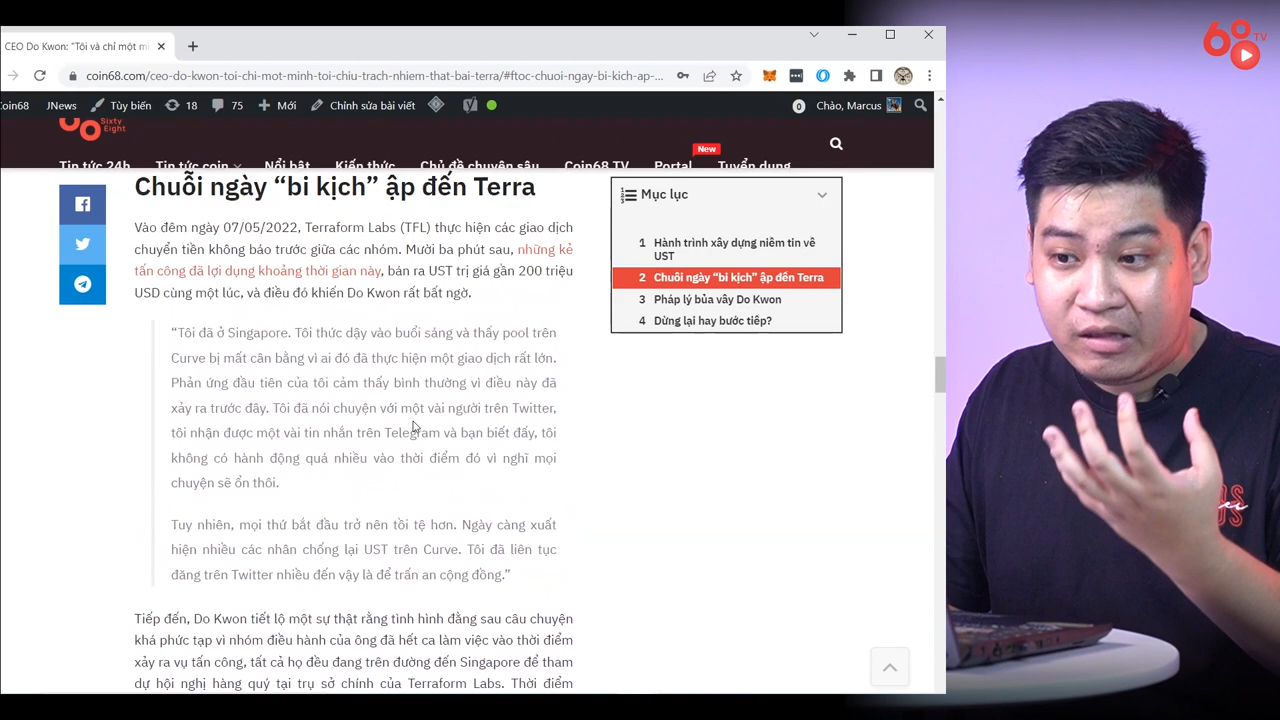 CEO Do Kwon: “Tôi và chỉ một m
coin68.com/ceo-do-kwon-toi-chi-mot-minh-toi-chiu-trach-nhiem-that-bai-terra/#ftoc-chuoi-ngay-bi-kich-ap-...
Coin68 JNews Tùy biến 18 75 Mới Chỉnh sửa bài viết 0 Chào, Marcus
Sixty
Eight
New
Tin tức 24h Tin tức coin Nổi bật Kiến thức Chủ đề chuyên sâu Coin68 TV Portal Tuyển dụng
Chuỗi ngày “bi kịch” ập đến Terra
Vào đêm ngày 07/05/2022, Terraform Labs (TFL) thực hiện các giao dịch
chuyển tiền không báo trước giữa các nhóm. Mười ba phút sau, những kẻ
tấn công đã lợi dụng khoảng thời gian này, bán ra UST trị giá gần 200 triệu
USD cùng một lúc, và điều đó khiến Do Kwon rất bất ngờ.
“Tôi đã ở Singapore. Tôi thức dậy vào buổi sáng và thấy pool trên
Curve bị mất cân bằng vì ai đó đã thực hiện một giao dịch rất lớn.
Phản ứng đầu tiên của tôi cảm thấy bình thường vì điều này đã
xảy ra trước đây. Tôi đã nói chuyện với một vài người trên Twitter,
tôi nhận được một vài tin nhắn trên Telegram và bạn biết đấy, tôi
không có hành động quá nhiều vào thời điểm đó vì nghĩ mọi
chuyện sẽ ổn thôi.
Tuy nhiên, mọi thứ bắt đầu trở nên tồi tệ hơn. Ngày càng xuất
hiện nhiều các nhân chống lại UST trên Curve. Tôi đã liên tục
đăng trên Twitter nhiều đến vậy là để trấn an cộng đồng.”
Tiếp đến, Do Kwon tiết lộ một sự thật rằng tình hình đằng sau câu chuyện
khá phức tạp vì nhóm điều hành của ông đã hết ca làm việc vào thời điểm
xảy ra vụ tấn công, tất cả họ đều đang trên đường đến Singapore để tham
dự hội nghị hàng quý tại trụ sở chính của Terraform Labs. Thời điểm
Mục lục
1 Hành trình xây dựng niềm tin về
UST
2 Chuỗi ngày “bi kịch” ập đến Terra
3 Pháp lý bủa vây Do Kwon
4 Dừng lại hay bước tiếp?
68 TV